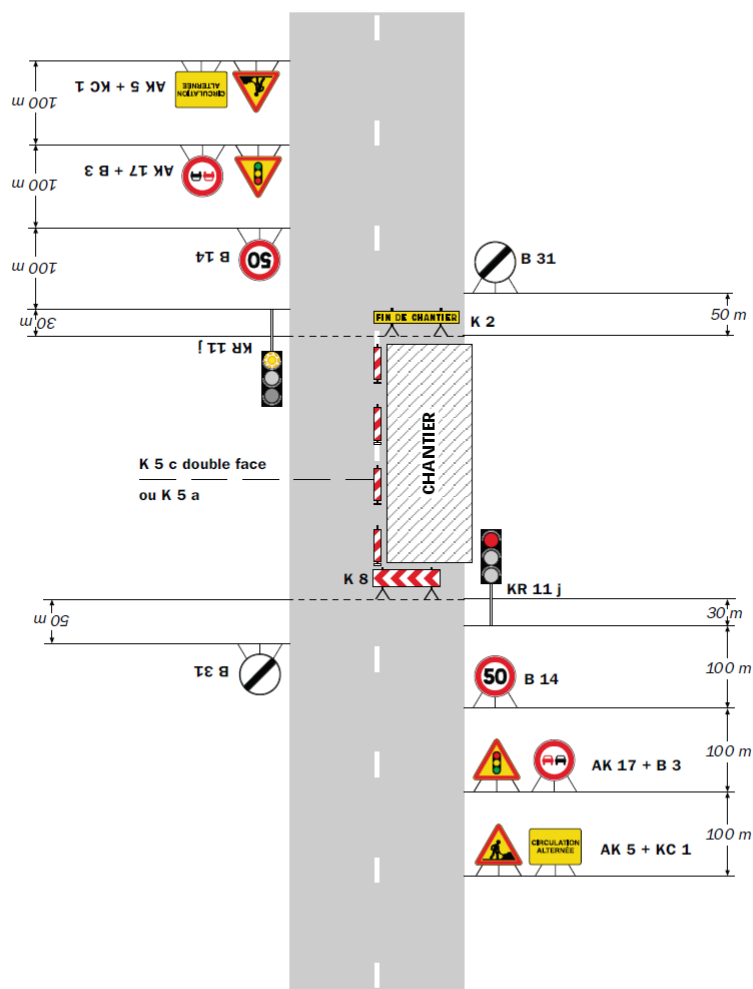 AK 5 + KC 1
CIRCULATION
ALTERNÉE
100 m
AK 17 + B 3
100 m
B 14
50
100 m
30 m
KR 11 j
B 31
50 m
FIN DE CHANTIER
K 2
CHANTIER
K 5 c double face
ou K 5 a
K 8
KR 11 j
50 m
30 m
B 31
50
B 14
100 m
AK 17 + B 3
100 m
CIRCULATION
ALTERNÉE
AK 5 + KC 1
100 m